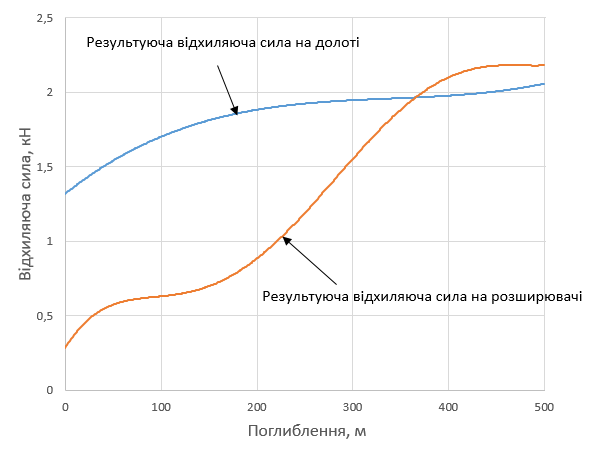 2,5
Результуюча відхиляюча сила на долоті
2
1,5
Відхиляюча сила, кН
1
Результуюча відхиляюча сила на розширювачі
0,5
0
0 100 200 300 400 500
Поглиблення, м